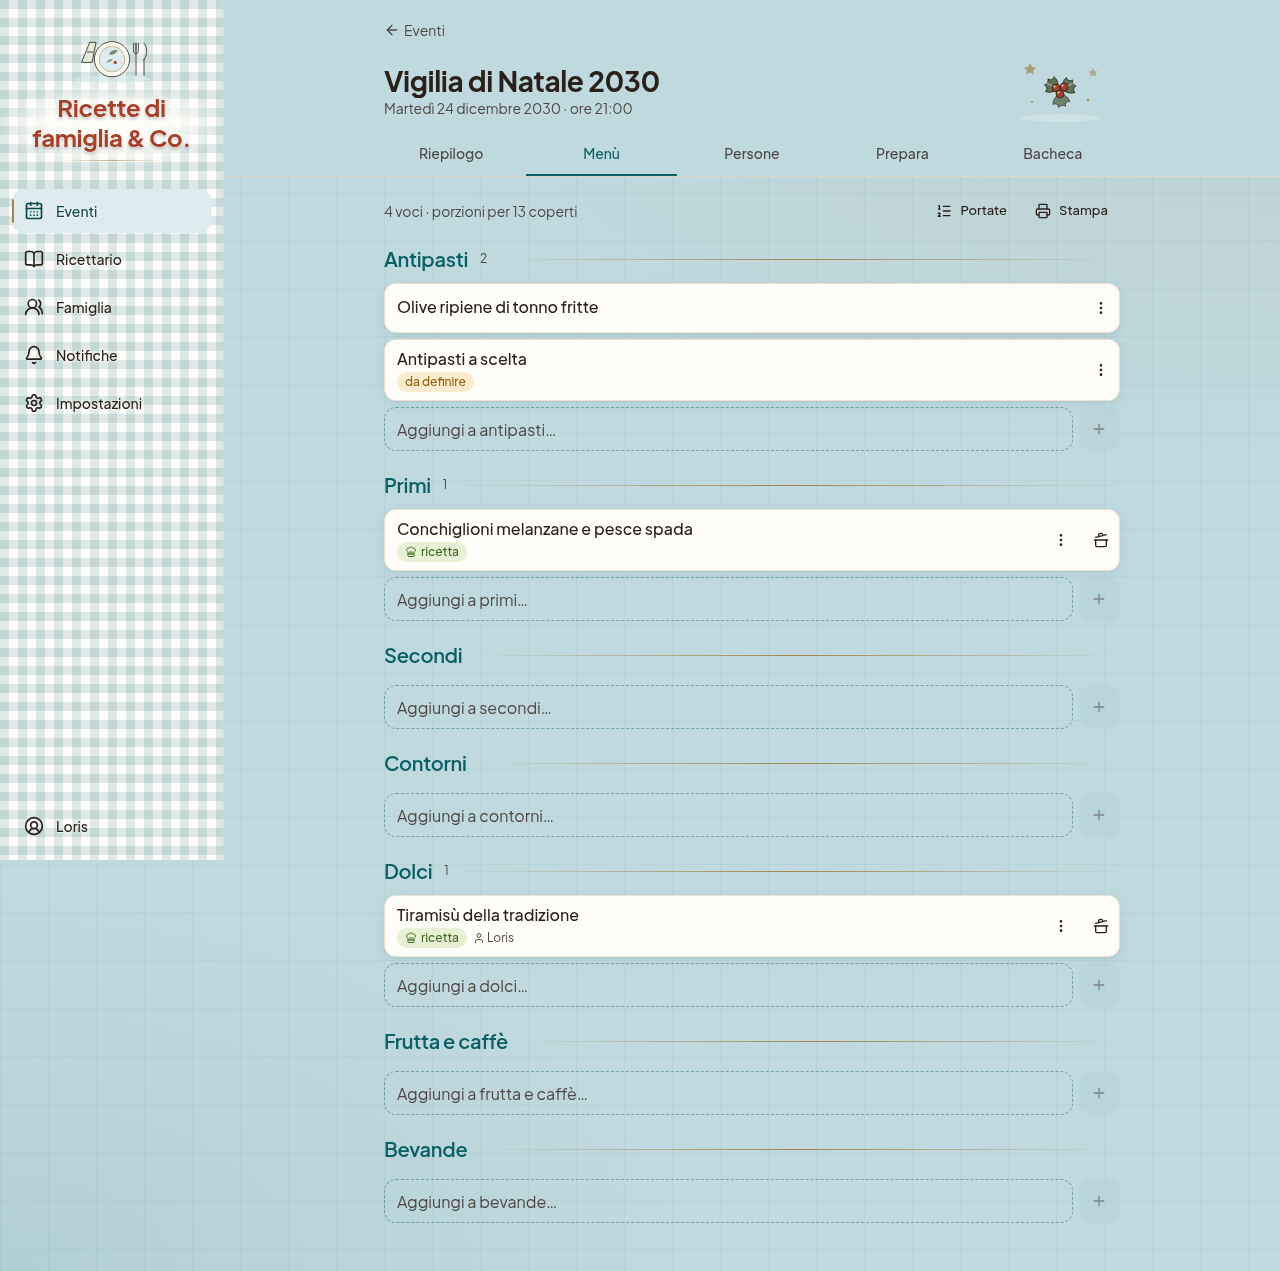 Ricette di
famiglia & Co.
Eventi
Ricettario
Famiglia
Notifiche
Impostazioni
Loris
Eventi
Vigilia di Natale 2030
Martedì 24 dicembre 2030 · ore 21:00
Riepilogo Menù Persone Prepara Bacheca
4 voci · porzioni per 13 coperti Portate Stampa
Antipasti 2
Olive ripiene di tonno fritte
Antipasti a scelta
da definire
Aggiungi a antipasti…
Primi 1
Conchiglioni melanzane e pesce spada
ricetta
Aggiungi a primi…
Secondi
Aggiungi a secondi…
Contorni
Aggiungi a contorni…
Dolci 1
Tiramisù della tradizione
ricetta Loris
Aggiungi a dolci…
Frutta e caffè
Aggiungi a frutta e caffè…
Bevande
Aggiungi a bevande…